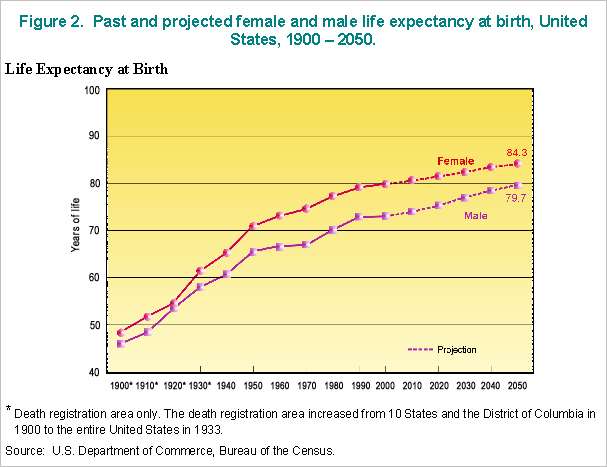 Figure 2.  Past and projected female and male life expectancy at birth, United
States, 1900 – 2050.
Life Expectancy at Birth
100
90
80
70
60
50
40
Years of life
Female
84.3
Male
79.7
Projection
1900* 1910* 1920* 1930* 1940 1950 1960 1970 1980 1990 2000 2010 2020 2030 2040 2050
* Death registration area only. The death registration area increased from 10 States and the District of Columbia in
1900 to the entire United States in 1933.
Source:  U.S. Department of Commerce, Bureau of the Census.